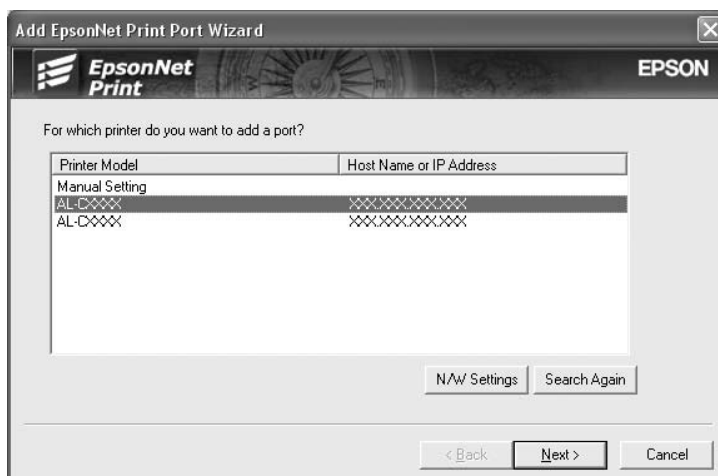 Add EpsonNet Print Port Wizard
EpsonNet
Print
EPSON
For which printer do you want to add a port?
Printer Model Host Name or IP Address
Manual Setting
AL-CXXXX XXX.XXX.XXX.XXX
AL-CXXXX XXX.XXX.XXX.XXX
N/W Settings Search Again
< Back Next > Cancel